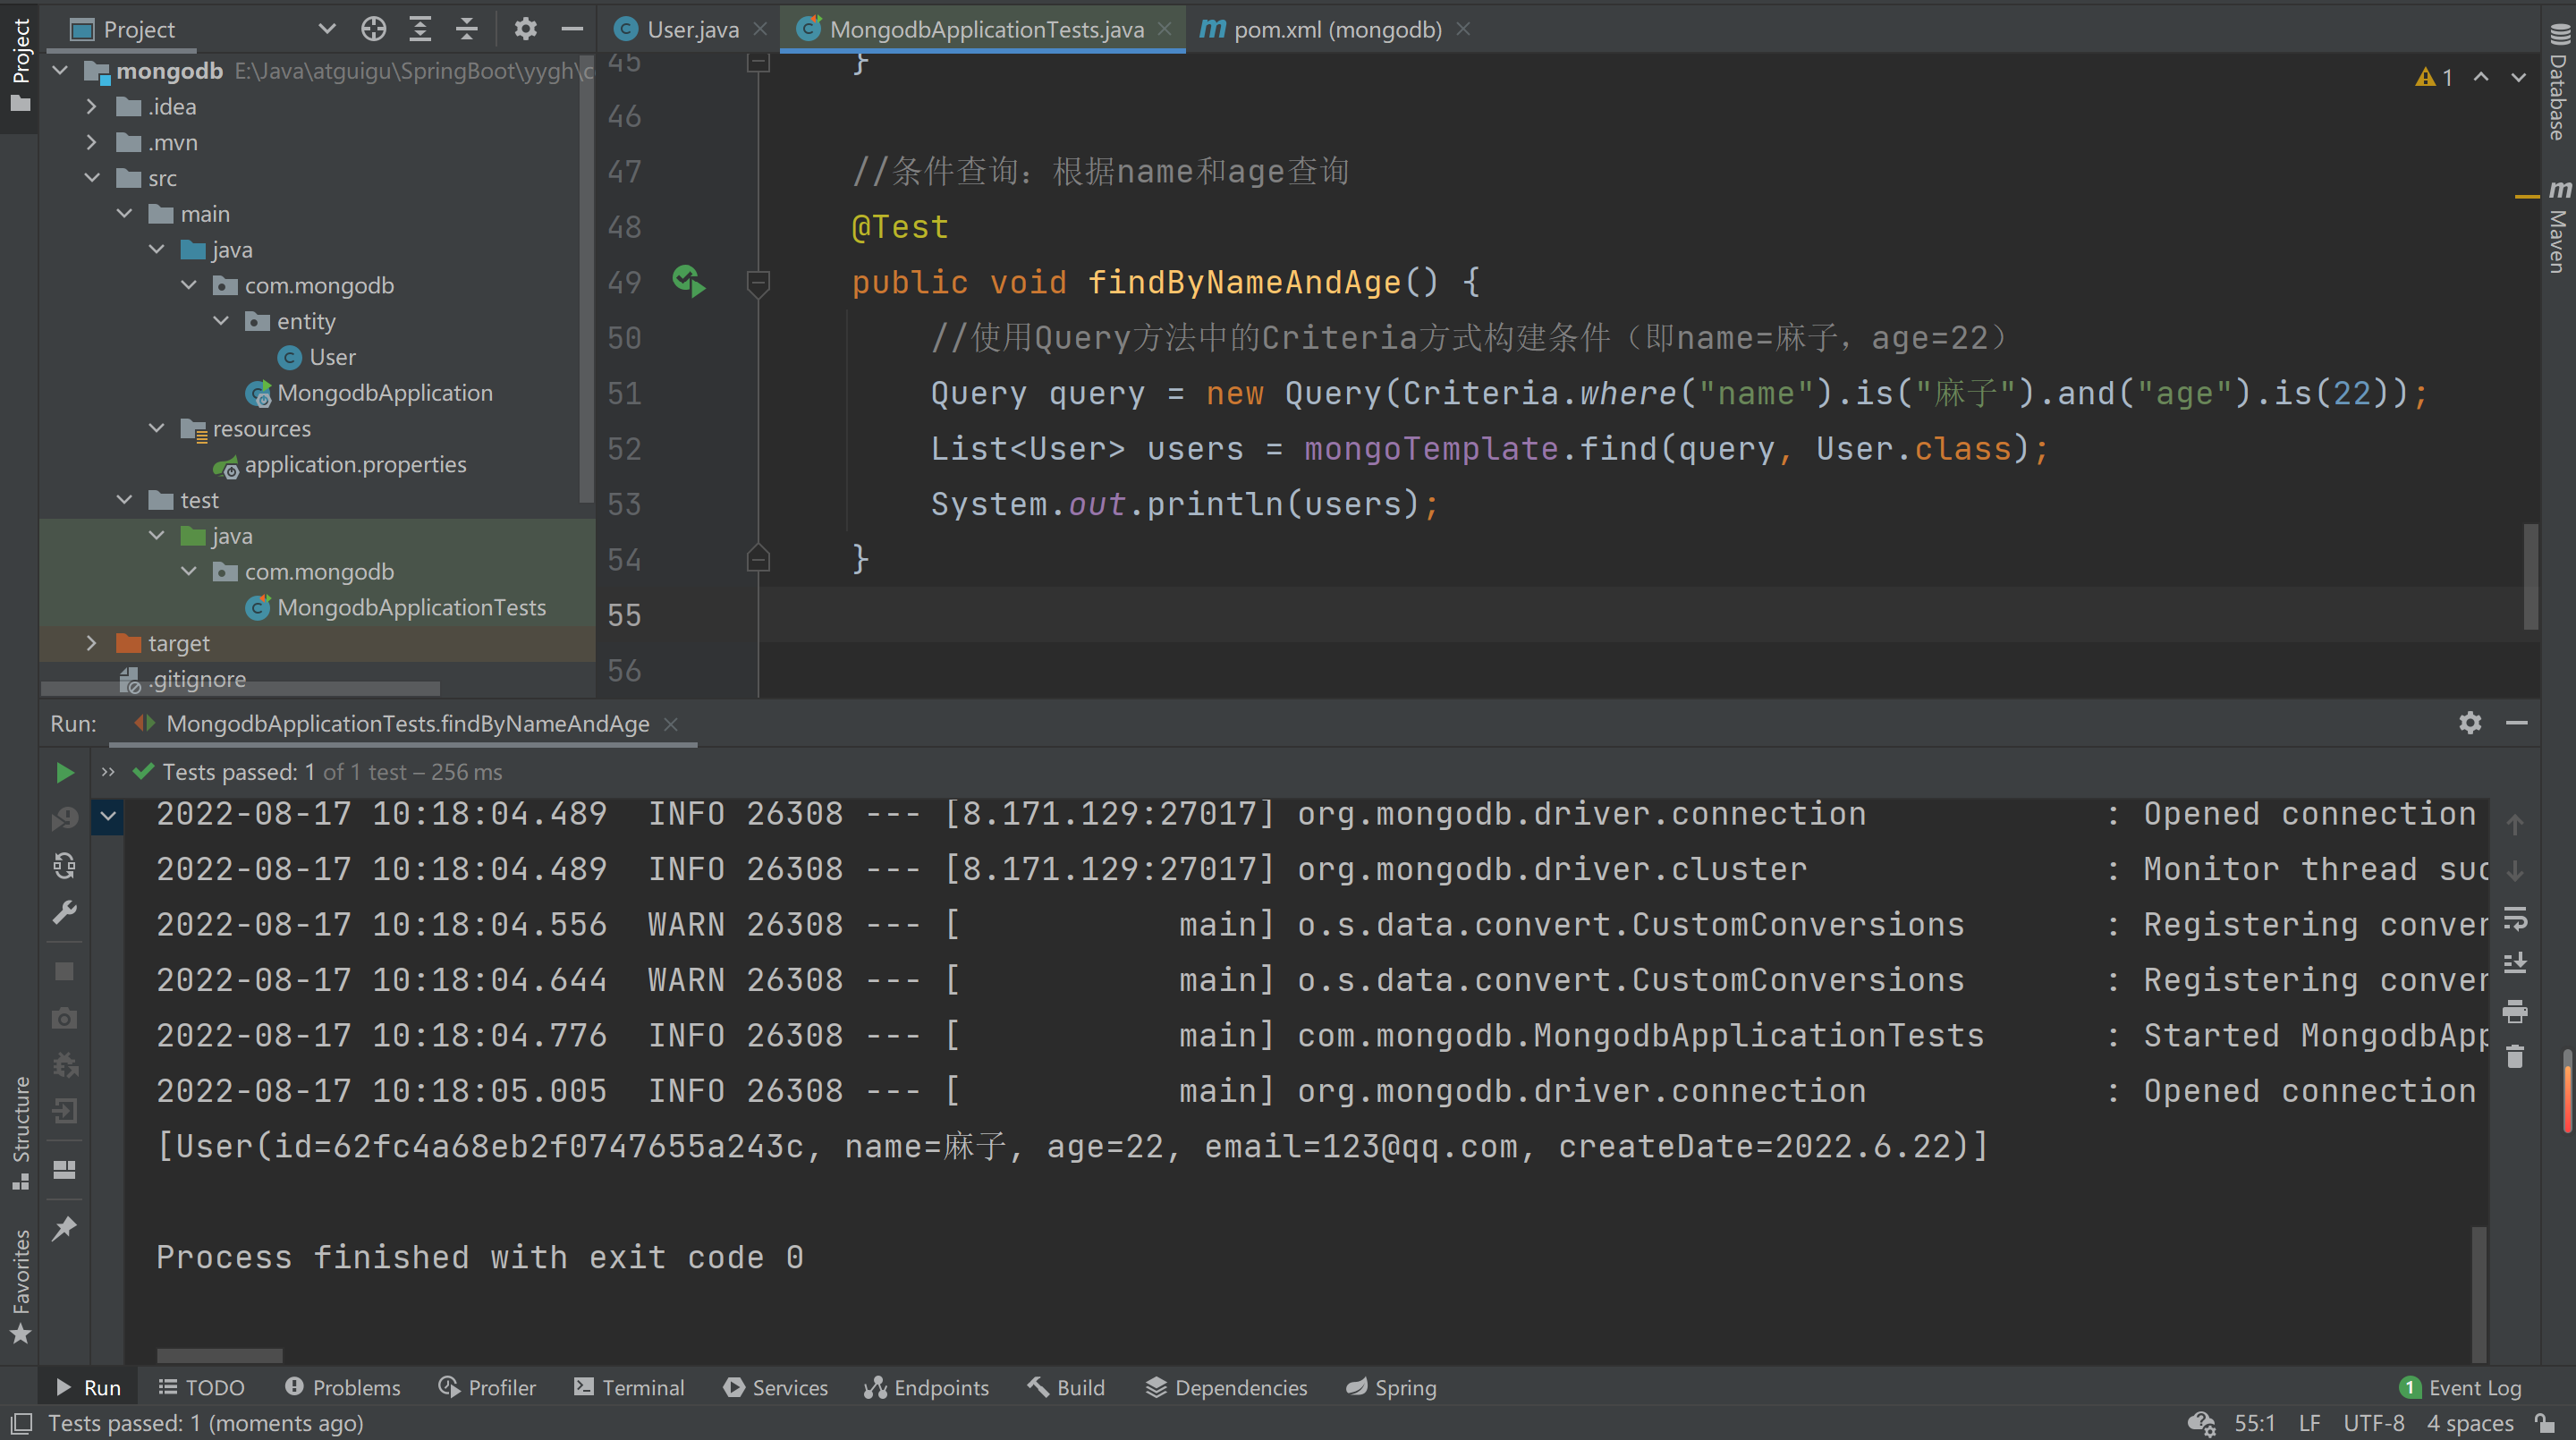 Project
User.java
MongodbApplicationTests.java
pom.xml (mongodb)
Project
mongodb E:\Java\atguigu\SpringBoot\yygh\c
.idea
.mvn
src
main
java
com.mongodb
entity
User
MongodbApplication
resources
application.properties
test
java
com.mongodb
MongodbApplicationTests
target
.gitignore
45 }
46
47 //条件查询：根据name和age查询
48 @Test
49 public void findByNameAndAge() {
50 //使用Query方法中的Criteria方式构建条件（即name=麻子，age=22）
51 Query query = new Query(Criteria.where("name").is("麻子").and("age").is(22));
52 List<User> users = mongoTemplate.find(query, User.class);
53 System.out.println(users);
54 }
55
56
1
Database
Maven
Run: MongodbApplicationTests.findByNameAndAge
Tests passed: 1 of 1 test – 256 ms
2022-08-17 10:18:04.489 INFO 26308 --- [8.171.129:27017] org.mongodb.driver.connection : Opened connection
2022-08-17 10:18:04.489 INFO 26308 --- [8.171.129:27017] org.mongodb.driver.cluster : Monitor thread suc
2022-08-17 10:18:04.556 WARN 26308 --- [ main] o.s.data.convert.CustomConversions : Registering conver
2022-08-17 10:18:04.644 WARN 26308 --- [ main] o.s.data.convert.CustomConversions : Registering conver
2022-08-17 10:18:04.776 INFO 26308 --- [ main] com.mongodb.MongodbApplicationTests : Started MongodbApp
2022-08-17 10:18:05.005 INFO 26308 --- [ main] org.mongodb.driver.connection : Opened connection
[User(id=62fc4a68eb2f0747655a243c, name=麻子, age=22, email=123@qq.com, createDate=2022.6.22)]
Process finished with exit code 0
Structure
Favorites
Run TODO Problems Profiler Terminal Services Endpoints Build Dependencies Spring 1 Event Log
Tests passed: 1 (moments ago) 55:1 LF UTF-8 4 spaces